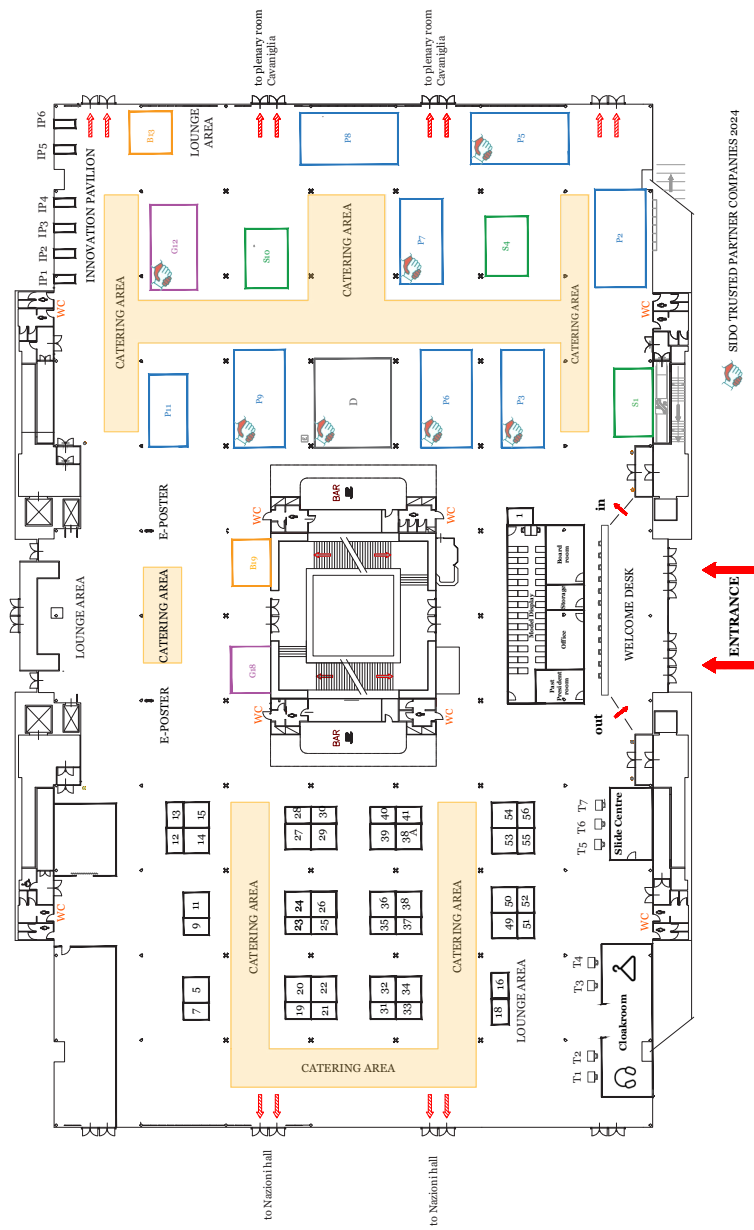 to plenary room
Cavaniglia
to plenary room
Cavaniglia
IP6
IP5
IP4
IP3
IP2
IP1
INNOVATION PAVILION
B13
LOUNGE
AREA
P8
P5
G12
S10
CATERING AREA
P7
S4
P2
WC
CATERING AREA
CATERING AREA
WC
P11
P9
D
E
P6
P3
S1
SIDO TRUSTED PARTNER COMPANIES 2024
E-POSTER
WC
BAR
WC
1
in
LOUNGE AREA
CATERING AREA
B19
Model Display
Board
room
Storage
Office
Past
President
room
WELCOME DESK
ENTRANCE
E-POSTER
G18
WC
BAR
WC
out
13
15
12
14
28
30
27
29
40
41
39
38
A
54
56
53
55
T7
T6
T5
Slide Centre
11
9
CATERING AREA
24
26
23
25
36
38
35
37
CATERING AREA
50
52
49
51
WC
WC
5
7
20
22
19
21
32
34
31
33
16
18
LOUNGE AREA
T4
T3
T2
T1
Cloakroom
CATERING AREA
to Nazioni hall
to Nazioni hall